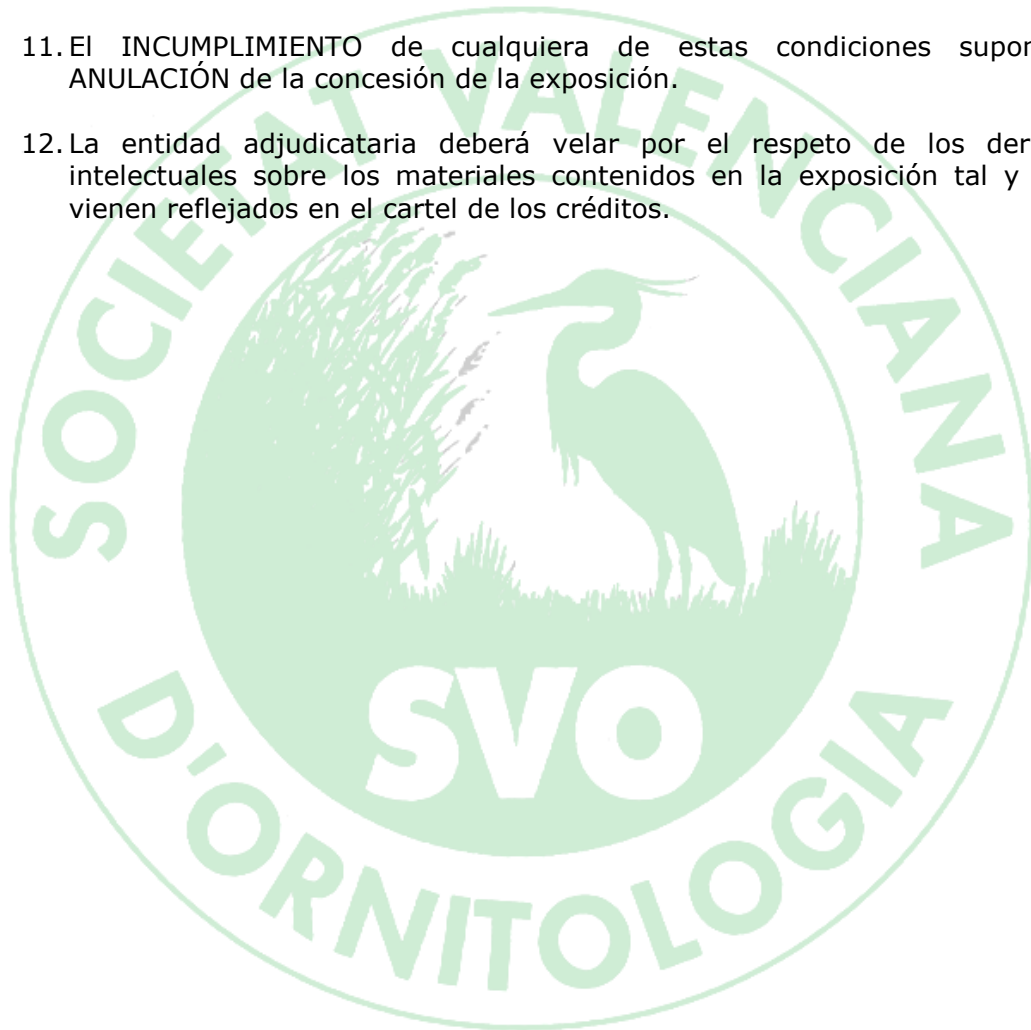 11. El INCUMPLIMIENTO de cualquiera de estas condiciones supon
ANULACIÓN de la concesión de la exposición.
12. La entidad adjudicataria deberá velar por el respeto de los der
intelectuales sobre los materiales contenidos en la exposición tal y
vienen reflejados en el cartel de los créditos.
SOCIETAT VALENCIANA
D'ORNITOLOGIA
SVO